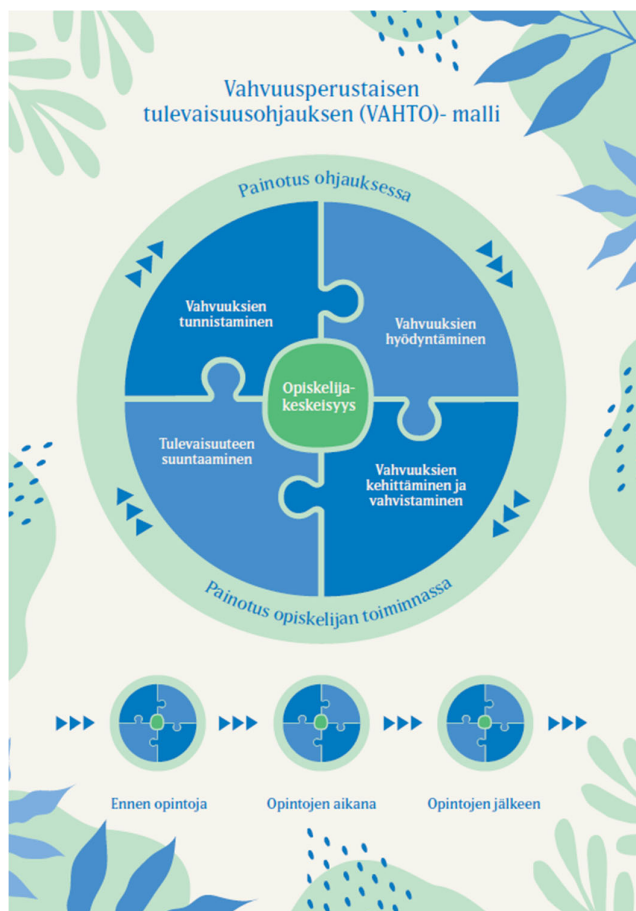 Vahvuusperustaisen
tulevaisuusohjauksen (VAHTO)- malli
Painotus ohjauksessa
Vahvuuksien
tunnistaminen
Vahvuuksien
hyödyntäminen
Opiskelija-
keskeisyys
Tulevaisuuteen
suuntaaminen
Vahvuuksien
kehittäminen ja
vahvistaminen
Painotus opiskelijan toiminnassa
Ennen opintoja
Opintojen aikana
Opintojen jälkeen